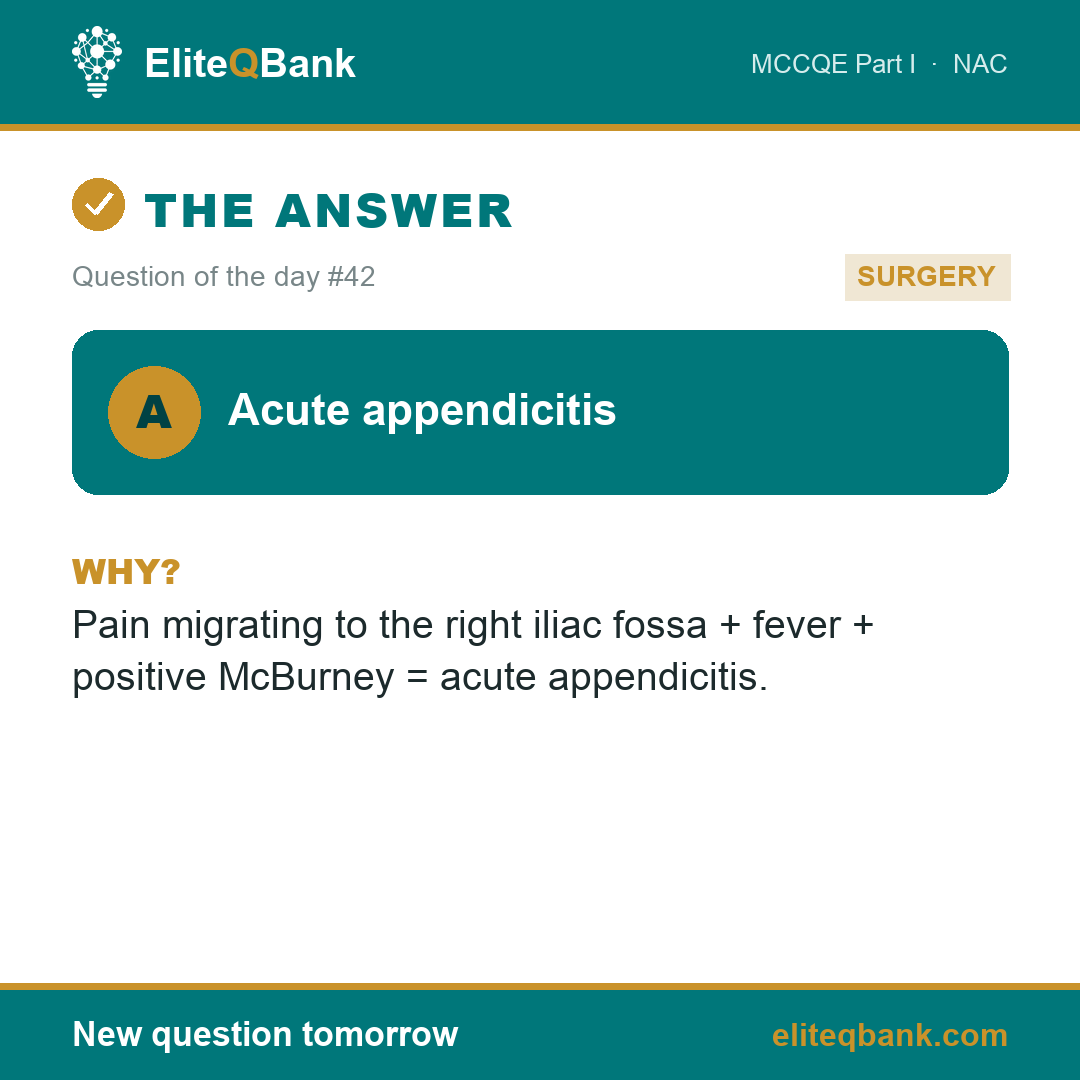 EliteQBank
MCCQE Part I · NAC
THE ANSWER
Question of the day #42
SURGERY
A
Acute appendicitis
WHY?
Pain migrating to the right iliac fossa + fever +
positive McBurney = acute appendicitis.
New question tomorrow
eliteqbank.com